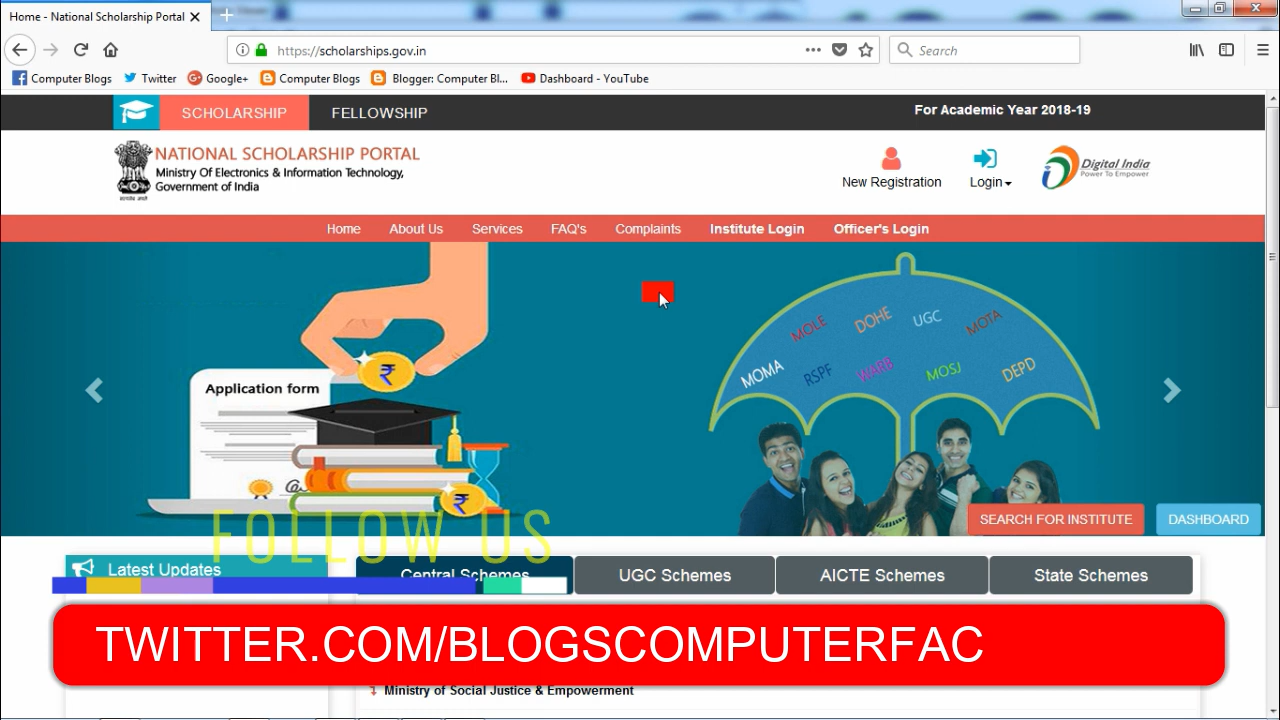 Home - National Scholarship Portal
https://scholarships.gov.in
Search
Computer Blogs
Twitter
Google+
Computer Blogs
Blogger: Computer Bl...
Dashboard - YouTube
SCHOLARSHIP
FELLOWSHIP
For Academic Year 2018-19
NATIONAL SCHOLARSHIP PORTAL
Ministry Of Electronics & Information Technology,
Government of India
New Registration
Login
Digital India
Power To Empower
Home
About Us
Services
FAQ's
Complaints
Institute Login
Officer's Login
Application form
₹
₹
MOLE
DOHE
UGC
MOTA
MOMA
RSPF
WARB
MOSJ
DEPD
SEARCH FOR INSTITUTE
DASHBOARD
FOLLOW US
Latest Updates
Central Schemes
UGC Schemes
AICTE Schemes
State Schemes
TWITTER.COM/BLOGSCOMPUTERFAC
Ministry of Social Justice & Empowerment